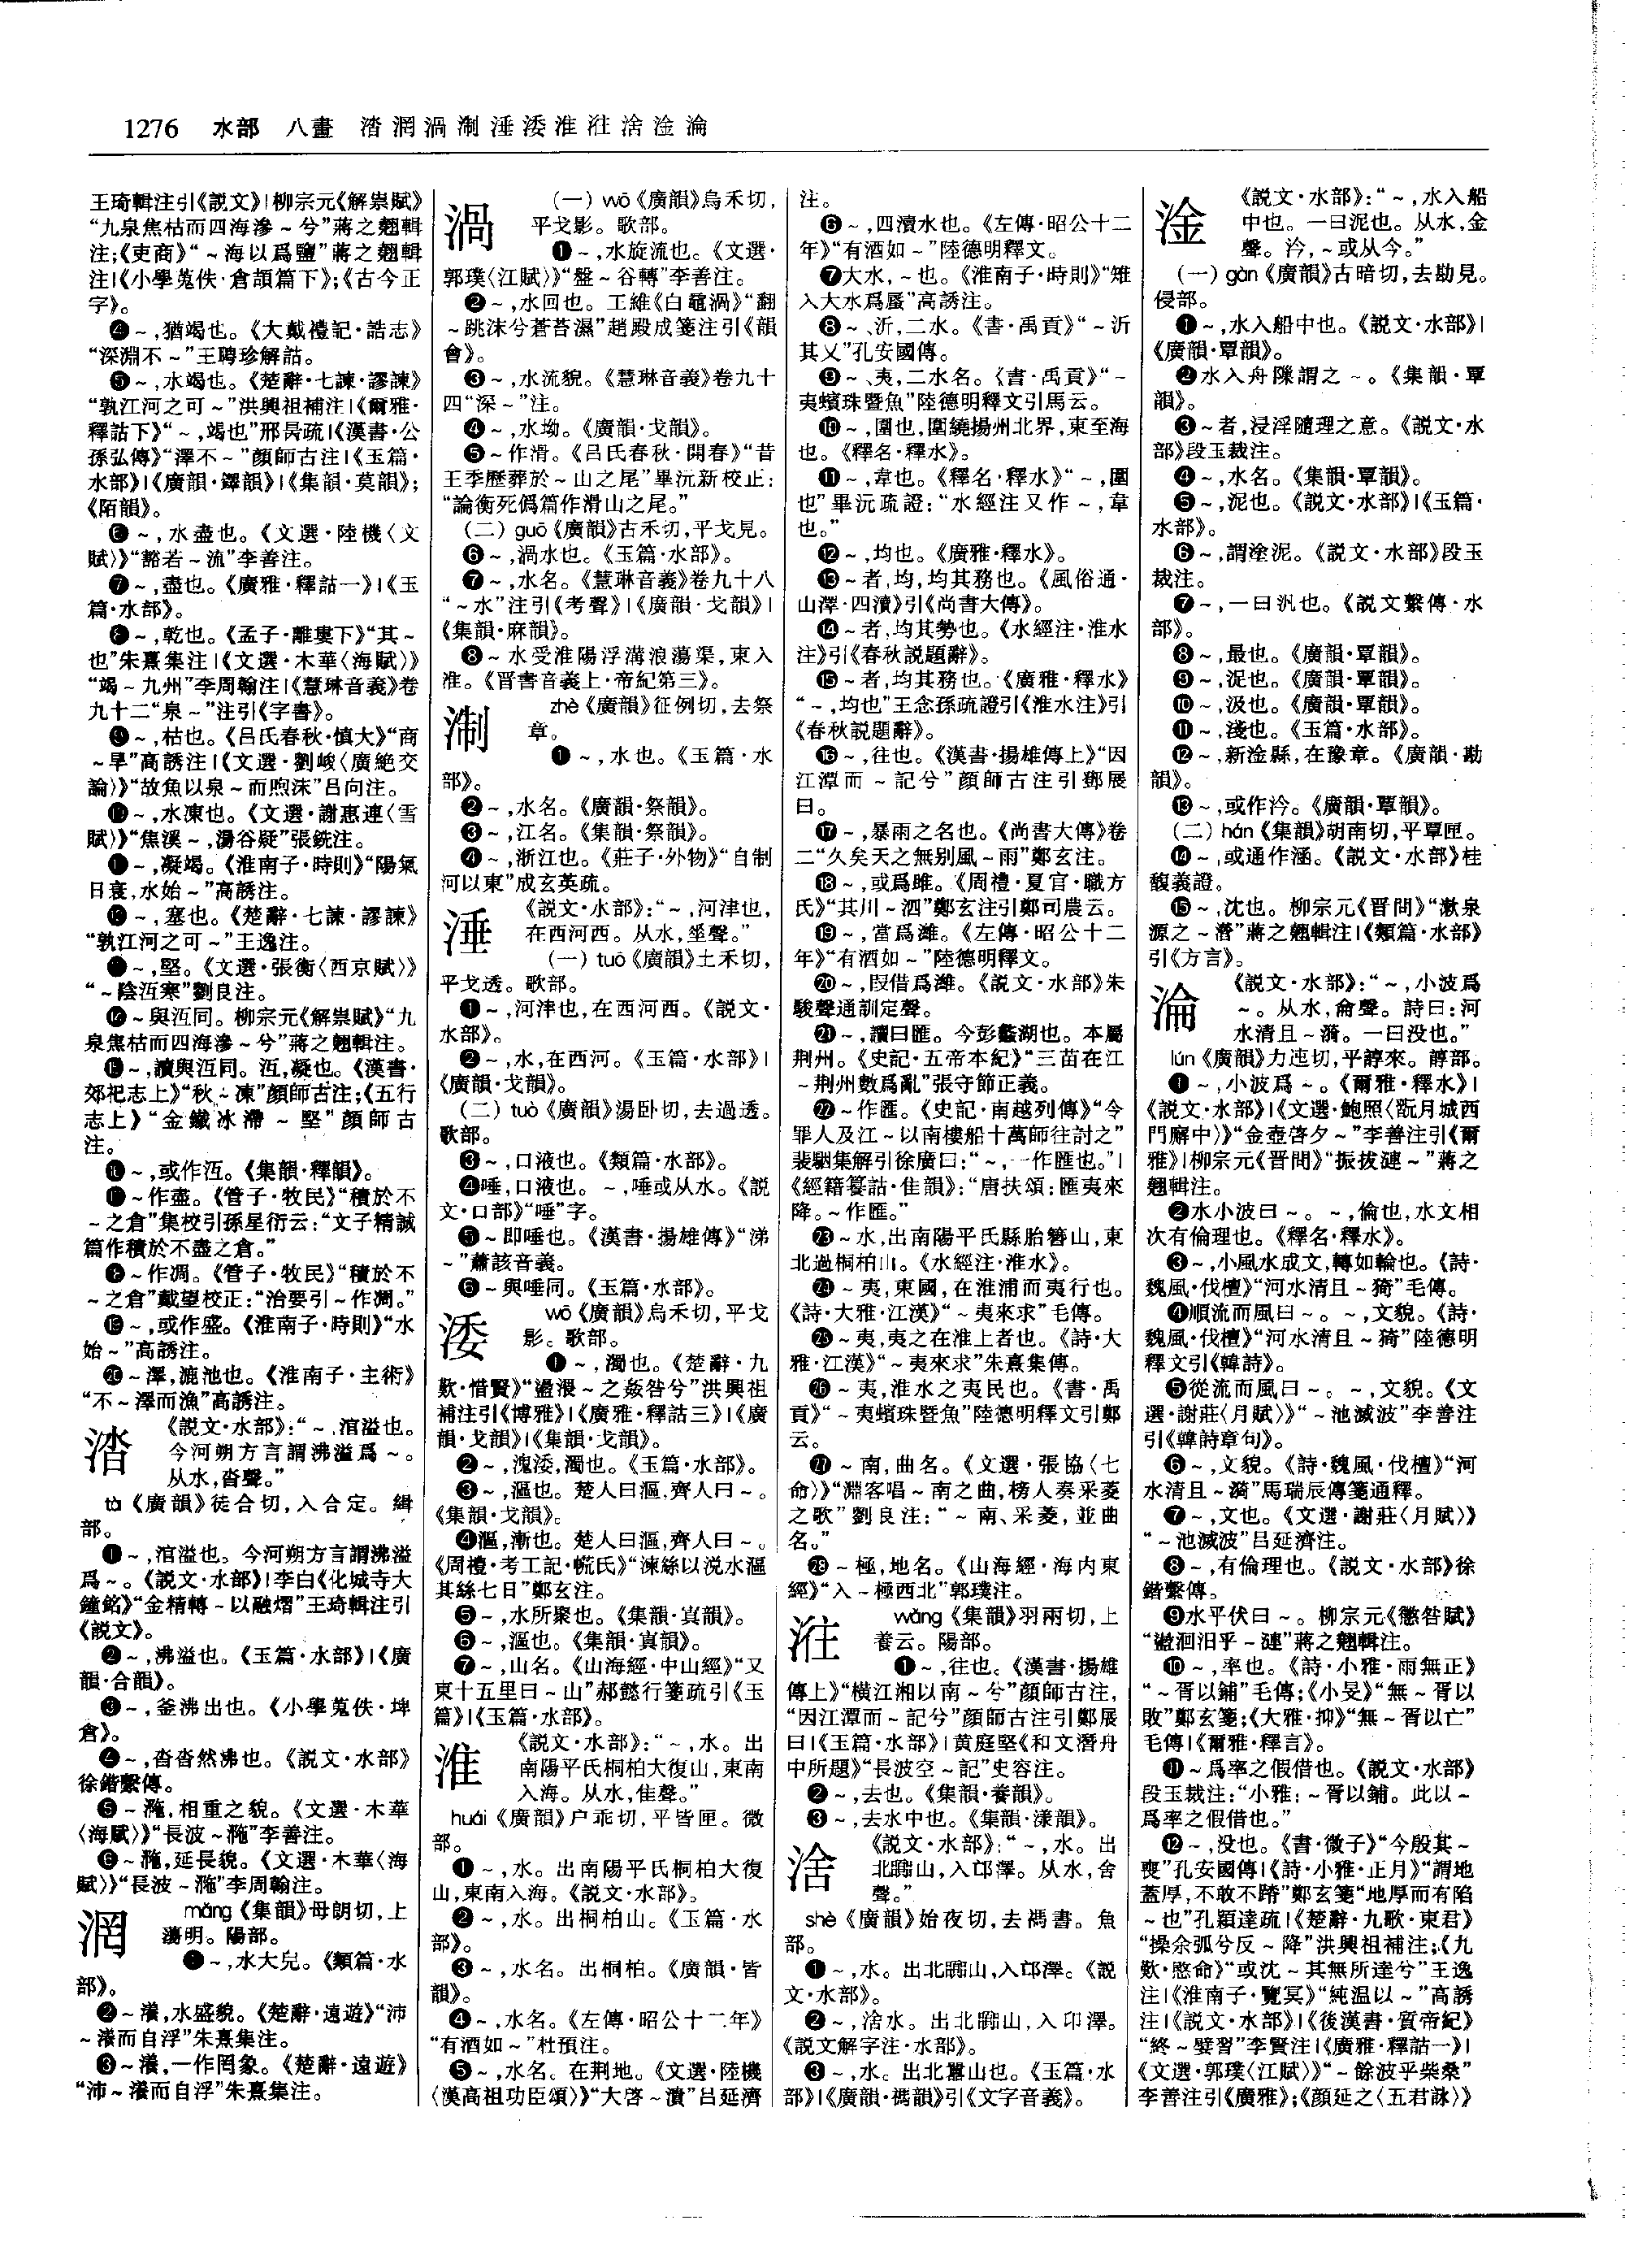 1276 水部 八畫 濌潣渦淛涶涹淮㳹涻淦淪
王琦輯注引《説文》|柳宗元《解祟賦》
“九泉焦枯而四海滲～兮”蔣之翹輯
注;《吏商》“～海以爲鹽”蔣之翹輯
注|《小學蒐佚·倉頡篇下》;《古今正
字》。
❹～,猶竭也。《大戴禮記·誥志》
“深淵不～”王聘珍解詁。
❺～,水竭也。《楚辭·七諫·謬諫》
“孰江河之可～”洪興祖補注|《爾雅·
釋詁下》“～,竭也”邢昺疏|《漢書·公
孫弘傳》“澤不～”顏師古注|《玉篇·
水部》|《廣韻·鐸韻》|《集韻·莫韻》;
《陌韻》。
❻～,水盡也。《文選·陸機〈文
賦〉》“豁若～流”李善注。
❼～,盡也。《廣雅·釋詁一》|《玉
篇·水部》。
❽～,乾也。《孟子·離婁下》“其～
也”朱熹集注|《文選·木華〈海賦〉》
“竭～九州”李周翰注|《慧琳音義》卷
九十二“泉～”注引《字書》。
❾～,枯也。《吕氏春秋·慎大》“商
～旱”高誘注|《文選·劉峻〈廣絶交
論〉》“故魚以泉～而煦沫”吕向注。
❿～,水凍也。《文選·謝惠連〈雪
賦〉》“焦溪～,湯谷凝”張銑注。
⓫～,凝竭。《淮南子·時則》“陽氣
日衰,水始～”高誘注。
⓬～,塞也。《楚辭·七諫·謬諫》
“孰江河之可～”王逸注。
⓭～,堅。《文選·張衡〈西京賦〉》
“～陰沍寒”劉良注。
⓮～與沍同。柳宗元《解祟賦》“九
泉焦枯而四海滲～兮”蔣之翹輯注。
⓯～,讀與沍同。沍,凝也。《漢書·
郊祀志上》“秋～凍”顏師古注;《五行
志上》“金鐵冰滯～堅”顏師古
注。
⓰～,或作沍。《集韻·釋韻》。
⓱～作盡。《管子·牧民》“積於不
～之倉”集校引孫星衍云:“文子精誠
篇作積於不盡之倉。”
⓲～作凋。《管子·牧民》“積於不
～之倉”戴望校正:“治要引～作凋。”
⓳～,或作盛。《淮南子·時則》“水
始～”高誘注。
⓴～澤,漉池也。《淮南子·主術》
“不～澤而漁”高誘注。
涾 《説文·水部》:“～,涫溢也。
今河朔方言謂沸溢爲～。
从水,沓聲。”
tà《廣韻》徒合切,入合定。緝
部。
❶～,涫溢也。今河朔方言謂沸溢
爲～。《説文·水部》|李白《化城寺大
鐘銘》“金精轉～以融熠”王琦輯注引
《説文》。
❷～,沸溢也。《玉篇·水部》|《廣
韻·合韻》。
❸～,釜沸出也。《小學蒐佚·埤
倉》。
❹～,沓沓然沸也。《説文·水部》
徐鍇繫傳。
❺～㴰,相重之貌。《文選·木華
〈海賦〉》“長波～㴰”李善注。
❻～㴰,延長貌。《文選·木華〈海
賦〉》“長波～㴰”李周翰注。
㴏 mǎng《集韻》母朗切,上
蕩明。陽部。
❶～,水大皃。《類篇·水
部》。
❷～瀁,水盛貌。《楚辭·遠遊》“沛
～瀁而自浮”朱熹集注。
❸～瀁,一作罔象。《楚辭·遠遊》
“沛～瀁而自浮”朱熹集注。
渦 (一)wō《廣韻》烏禾切,
平戈影。歌部。
❶～,水旋流也。《文選·
郭璞〈江賦〉》“盤～谷轉”李善注。
❷～,水回也。王維《白黿渦》“翻
～跳沫兮蒼苔濕”趙殿成箋注引《韻
會》。
❸～,水流貌。《慧琳音義》卷九十
四“深～”注。
❹～,水坳。《廣韻·戈韻》。
❺～作滑。《吕氏春秋·開春》“昔
王季歷葬於～山之尾”畢沅新校正:
“論衡死僞篇作滑山之尾。”
(二)guō《廣韻》古禾切,平戈見。
❻～,渦水也。《玉篇·水部》。
❼～,水名。《慧琳音義》卷九十八
“～水”注引《考聲》|《廣韻·戈韻》|
《集韻·麻韻》。
❽～水受淮陽浮溝浪蕩渠,東入
淮。《晋書音義上·帝紀第三》。
淛 zhè《廣韻》征例切,去祭
章。
❶～,水也。《玉篇·水
部》。
❷～,水名。《廣韻·祭韻》。
❸～,江名。《集韻·祭韻》。
❹～,浙江也。《莊子·外物》“自制
河以東”成玄英疏。
涶 《説文·水部》:“～,河津也,
在西河西。从水,𡍮聲。”
(一)tuō《廣韻》土禾切,
平戈透。歌部。
❶～,河津也,在西河西。《説文·
水部》。
❷～,水,在西河。《玉篇·水部》|
《廣韻·戈韻》。
(二)tuò《廣韻》湯卧切,去過透。
歌部。
❸～,口液也。《類篇·水部》。
❹唾,口液也。～,唾或从水。《説
文·口部》“唾”字。
❺～即唾也。《漢書·揚雄傳》“涕
～”蕭該音義。
❻～與唾同。《玉篇·水部》。
涹 wō《廣韻》烏禾切,平戈
影。歌部。
❶～,濁也。《楚辭·九
歎·惜賢》“盪渨～之姦咎兮”洪興祖
補注引《博雅》|《廣雅·釋詁三》|《廣
韻·戈韻》|《集韻·戈韻》。
❷～,溾涹,濁也。《玉篇·水部》。
❸～,漚也。楚人曰漚,齊人曰～。
《集韻·戈韻》。
❹漚,漸也。楚人曰漚,齊人曰～。
《周禮·考工記·㡛氏》“湅絲以涗水漚
其絲七日”鄭玄注。
❺～,水所聚也。《集韻·寘韻》。
❻～,漚也。《集韻·寘韻》。
❼～,山名。《山海經·中山經》“又
東十五里曰～山”郝懿行箋疏引《玉
篇》|《玉篇·水部》。
淮 《説文·水部》:“～,水。出
南陽平氏桐柏大復山,東南
入海。从水,隹聲。”
huái《廣韻》户乖切,平皆匣。微
部。
❶～,水。出南陽平氏桐柏大復
山,東南入海。《説文·水部》。
❷～,水。出桐柏山。《玉篇·水
部》。
❸～,水名。出桐柏。《廣韻·皆
韻》。
❹～,水名。《左傳·昭公十二年》
“有酒如～”杜預注。
❺～,水名。在荆地。《文選·陸機
〈漢高祖功臣頌〉》“大啓～濆”吕延濟
注。
❻～,四瀆水也。《左傳·昭公十二
年》“有酒如～”陸德明釋文。
❼大水,～也。《淮南子·時則》“雉
入大水爲蜃”高誘注。
❽～、沂,二水。《書·禹貢》“～沂
其乂”孔安國傳。
❾～、夷,二水名。《書·禹貢》“～
夷蠙珠暨魚”陸德明釋文引馬云。
❿～,圍也,圍繞揚州北界,東至海
也。《釋名·釋水》。
⓫～,韋也。《釋名·釋水》“～,圍
也”畢沅疏證:“水經注又作～,韋
也。”
⓬～,均也。《廣雅·釋水》。
⓭～者,均,均其務也。《風俗通·
山澤·四瀆》引《尚書大傳》。
⓮～者,均其勢也。《水經注·淮水
注》引《春秋説題辭》。
⓯～者,均其務也。《廣雅·釋水》
“～,均也”王念孫疏證引《淮水注》引
《春秋説題辭》。
⓰～,往也。《漢書·揚雄傳上》“因
江潭而～記兮”顏師古注引鄧展
曰。
⓱～,暴雨之名也。《尚書大傳》卷
二“久矣天之無别風～雨”鄭玄注。
⓲～,或爲雎。《周禮·夏官·職方
氏》“其川～泗”鄭玄注引鄭司農云。
⓳～,當爲濰。《左傳·昭公十二
年》“有酒如～”陸德明釋文。
⓴～,叚借爲濰。《説文·水部》朱
駿聲通訓定聲。
㉑～,讀曰匯。今彭蠡湖也。本屬
荆州。《史記·五帝本紀》“三苗在江
～荆州數爲亂”張守節正義。
㉒～作匯。《史記·南越列傳》“令
罪人及江～以南樓船十萬師往討之”
裴駰集解引徐廣曰:“～,一作匯也。”|
《經籍籑詁·佳韻》:“唐扶頌:匯夷來
降。～作匯。”
㉓～水,出南陽平氏縣胎簪山,東
北過桐柏山。《水經注·淮水》。
㉔～夷,東國,在淮浦而夷行也。
《詩·大雅·江漢》“～夷來求”毛傳。
㉕～夷,夷之在淮上者也。《詩·大
雅·江漢》“～夷來求”朱熹集傳。
㉖～夷,淮水之夷民也。《書·禹
貢》“～夷蠙珠暨魚”陸德明釋文引鄭
云。
㉗～南,曲名。《文選·張協〈七
命〉》“淵客唱～南之曲,榜人奏采菱
之歌”劉良注:“～南、采菱,並曲
名。”
㉘～極,地名。《山海經·海内東
經》“入～極西北”郭璞注。
㳹 wǎng《集韻》羽兩切,上
養云。陽部。
❶～,往也。《漢書·揚雄
傳上》“横江湘以南～兮”顏師古注,
“因江潭而～記兮”顏師古注引鄭展
曰|《玉篇·水部》|黄庭堅《和文潛舟
中所題》“長波空～記”史容注。
❷～,去也。《集韻·養韻》。
❸～,去水中也。《集韻·漾韻》。
涻 《説文·水部》:“～,水。出
北嚻山,入邙澤。从水,舍
聲。”
shè《廣韻》始夜切,去禡書。魚
部。
❶～,水。出北嚻山,入邙澤。《説
文·水部》。
❷～,涻水。出北嚻山,入印澤。
《説文解字注·水部》。
❸～,水。出北嚻山也。《玉篇·水
部》|《廣韻·禡韻》引《文字音義》。
淦 《説文·水部》:“～,水入船
中也。一曰泥也。从水,金
聲。汵,～或从今。”
(一)gàn《廣韻》古暗切,去勘見。
侵部。
❶～,水入船中也。《説文·水部》|
《廣韻·覃韻》。
❷水入舟隙謂之～。《集韻·覃
韻》。
❸～者,浸淫隨理之意。《説文·水
部》段玉裁注。
❹～,水名。《集韻·覃韻》。
❺～,泥也。《説文·水部》|《玉篇·
水部》。
❻～,謂塗泥。《説文·水部》段玉
裁注。
❼～,一曰汎也。《説文繫傳·水
部》。
❽～,最也。《廣韻·覃韻》。
❾～,浞也。《廣韻·覃韻》。
❿～,汲也。《廣韻·覃韻》。
⓫～,淺也。《玉篇·水部》。
⓬～,新淦縣,在豫章。《廣韻·勘
韻》。
⓭～,或作汵。《廣韻·覃韻》。
(二)hán《集韻》胡南切,平覃匣。
⓮～,或通作涵。《説文·水部》桂
馥義證。
⓯～,沈也。柳宗元《晋問》“漱泉
源之～瀯”蔣之翹輯注|《類篇·水部》
引《方言》。
淪 《説文·水部》:“～,小波爲
～。从水,侖聲。詩曰:河
水清且～漪。一曰没也。”
lún《廣韻》力迍切,平諄來。諄部。
❶～,小波爲～。《爾雅·釋水》|
《説文·水部》|《文選·鮑照〈翫月城西
門廨中〉》“金壺啓夕～”李善注引《爾
雅》|柳宗元《晋問》“振拔漣～”蔣之
翹輯注。
❷水小波曰～。～,倫也,水文相
次有倫理也。《釋名·釋水》。
❸～,小風水成文,轉如輪也。《詩·
魏風·伐檀》“河水清且～猗”毛傳。
❹順流而風曰～。～,文貌。《詩·
魏風·伐檀》“河水清且～猗”陸德明
釋文引《韓詩》。
❺從流而風曰～。～,文貌。《文
選·謝莊〈月賦〉》“～池滅波”李善注
引《韓詩章句》。
❻～,文貌。《詩·魏風·伐檀》“河
水清且～漪”馬瑞辰傳箋通釋。
❼～,文也。《文選·謝莊〈月賦〉》
“～池滅波”吕延濟注。
❽～,有倫理也。《説文·水部》徐
鍇繫傳。
❾水平伏曰～。柳宗元《懲咎賦》
“盪洄汨乎～漣”蔣之翹輯注。
❿～,率也。《詩·小雅·雨無正》
“～胥以鋪”毛傳;《小旻》“無～胥以
敗”鄭玄箋;《大雅·抑》“無～胥以亡”
毛傳|《爾雅·釋言》。
⓫～爲率之假借也。《説文·水部》
段玉裁注:“小雅:～胥以鋪。此以～
爲率之假借也。”
⓬～,没也。《書·微子》“今殷其～
喪”孔安國傳|《詩·小雅·正月》“謂地
蓋厚,不敢不蹐”鄭玄箋“地厚而有陷
～也”孔穎達疏|《楚辭·九歌·東君》
“操余弧兮反～降”洪興祖補注;《九
歎·愍命》“或沈～其無所達兮”王逸
注|《淮南子·覽冥》“純温以～”高誘
注|《説文·水部》|《後漢書·質帝紀》
“終～嬖習”李賢注|《廣雅·釋詁一》|
《文選·郭璞〈江賦〉》“～餘波乎柴桑”
李善注引《廣雅》;《顏延之〈五君詠〉》